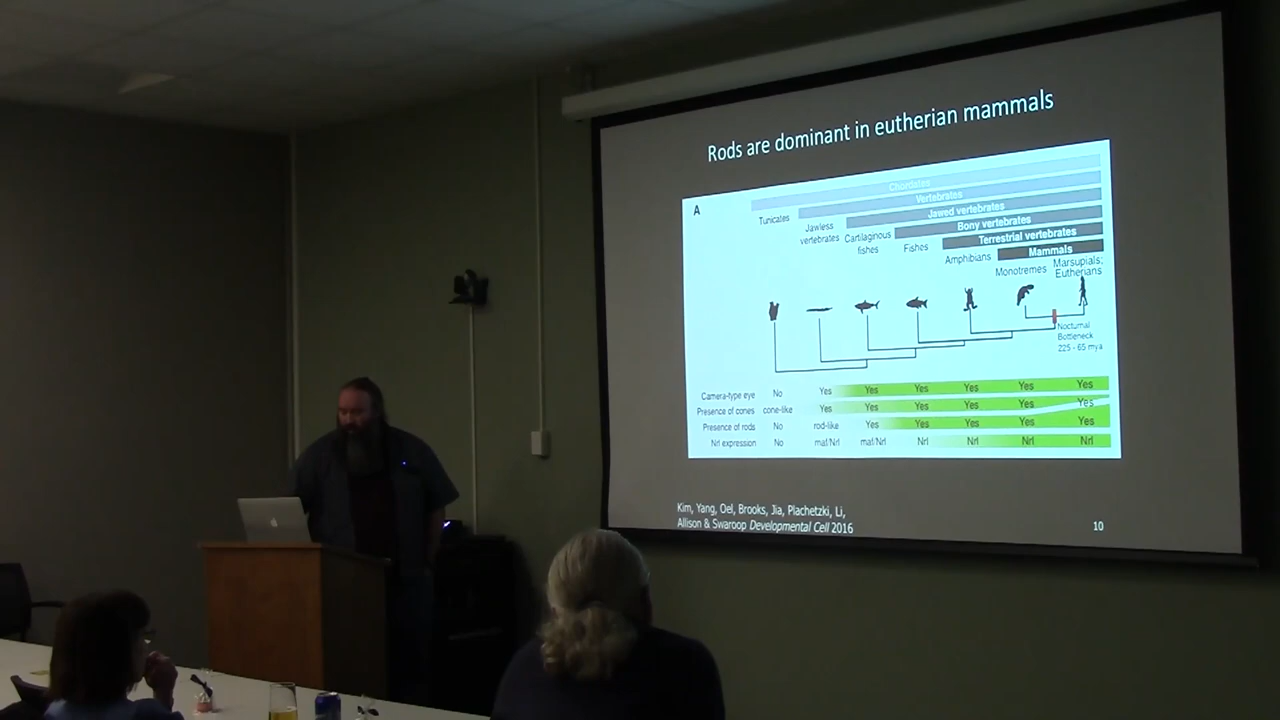 Rods are dominant in eutherian mammals
A
Chordates
Vertebrates
Jawed vertebrates
Bony vertebrates
Terrestrial vertebrates
Mammals
Tunicates
Jawless
vertebrates
Cartilaginous
fishes
Fishes
Amphibians
Monotremes
Marsupials;
Eutherians
Nocturnal
Bottleneck
225 - 65 mya
Camera-type eye No Yes Yes Yes Yes Yes Yes
Presence of cones cone-like Yes Yes Yes Yes Yes Yes
Presence of rods No rod-like Yes Yes Yes Yes Yes
Nrl expression No maf/Nrl maf/Nrl Nrl Nrl Nrl Nrl
Kim, Yang, Oel, Brooks, Jia, Plachetzki, Li,
Allison & Swaroop Developmental Cell 2016
10